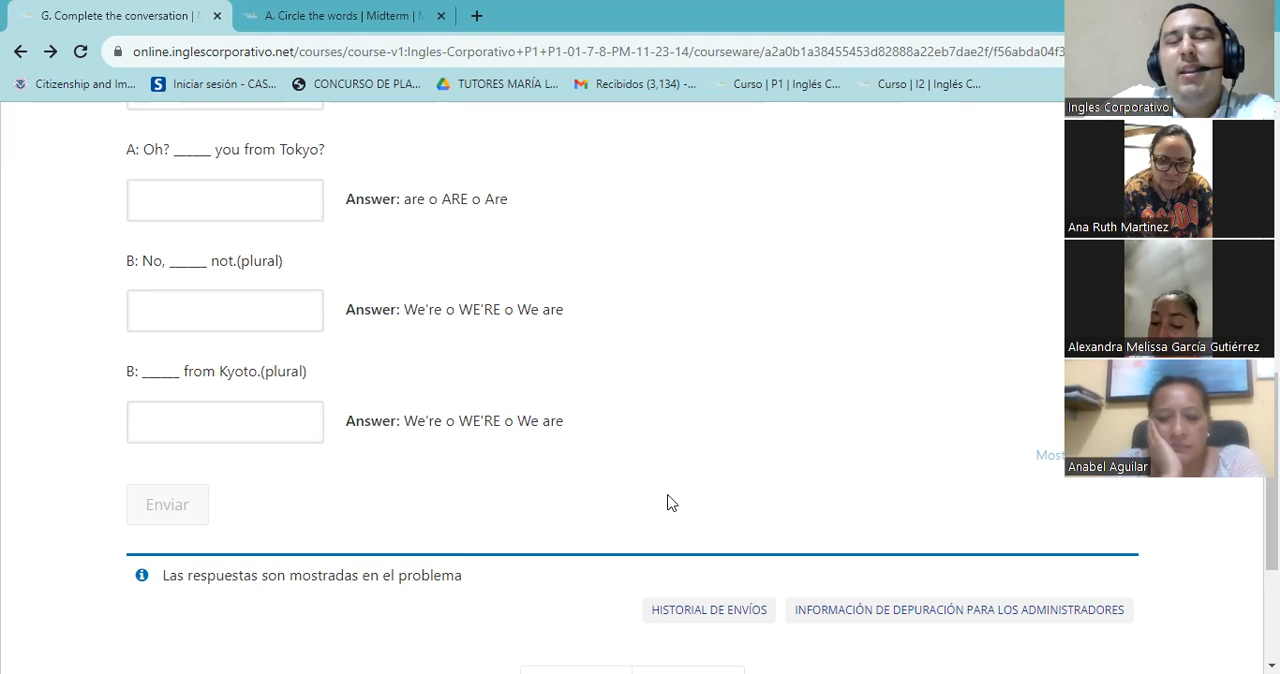 G. Complete the conversation |
A. Circle the words | Midterm |
online.inglescorporativo.net/courses/course-v1:Ingles-Corporativo+P1+P1-01-7-8-PM-11-23-14/courseware/a2a0b1a38455453d82888a22eb7dae2f/f56abda04f3
Citizenship and Im...
Iniciar sesión - CAS...
CONCURSO DE PLA...
TUTORES MARÍA L...
Recibidos (3,134) -...
Curso | P1 | Inglés C...
Curso | I2 | Inglés C...
Ingles Corporativo
A: Oh? ______ you from Tokyo?
Answer: are o ARE o Are
Ana Ruth Martinez
B: No, ______ not.(plural)
Answer: We're o WE'RE o We are
Alexandra Melissa García Gutiérrez
B: ______ from Kyoto.(plural)
Answer: We're o WE'RE o We are
Most
Anabel Aguilar
Enviar
Las respuestas son mostradas en el problema
HISTORIAL DE ENVÍOS
INFORMACIÓN DE DEPURACIÓN PARA LOS ADMINISTRADORES